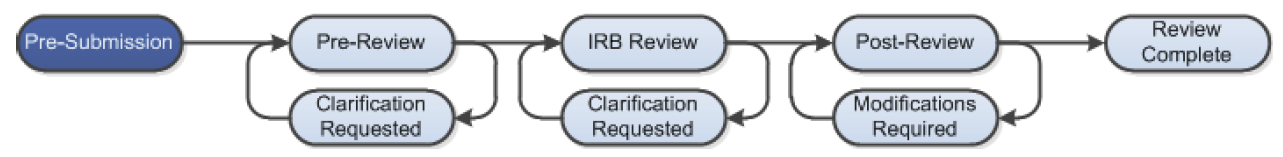 Pre-Submission
Pre-Review
IRB Review
Post-Review
Review
Complete
Clarification
Requested
Clarification
Requested
Modifications
Required